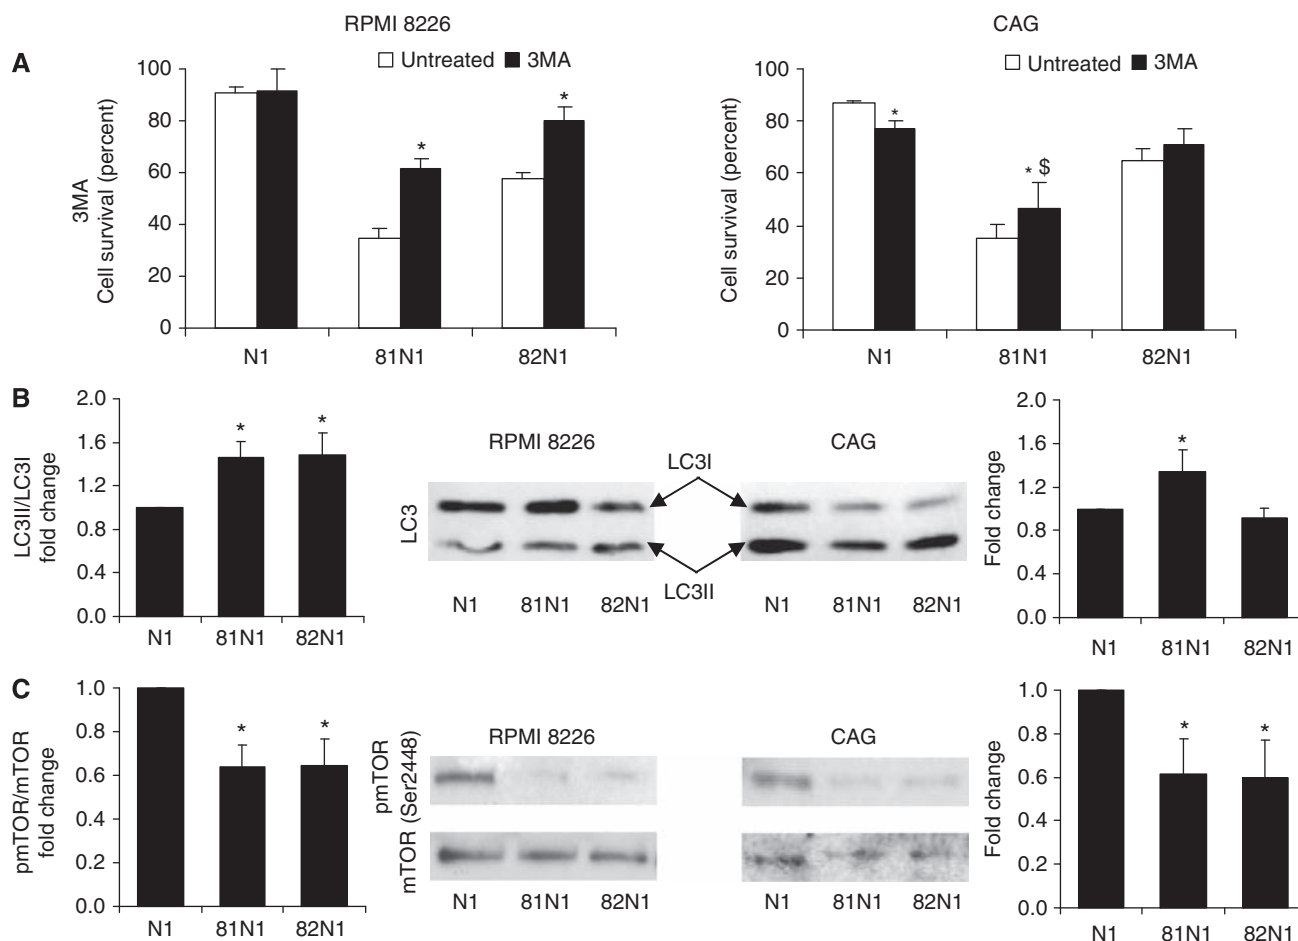 RPMI 8226
CAG
A
Untreated 3MA
Untreated 3MA
3MA
Cell survival (percent)
100
80
60
40
20
0
*
*
N1 81N1 82N1
Cell survival (percent)
100
80
60
40
20
0
*
* $
N1 81N1 82N1
B
LC3II/LC3I
fold change
2.0
1.6
1.2
0.8
0.4
0.0
*
*
N1 81N1 82N1
RPMI 8226
CAG
LC3
LC3I
LC3II
N1 81N1 82N1
N1 81N1 82N1
Fold change
2.0
1.6
1.2
0.8
0.4
0.0
*
N1 81N1 82N1
C
pmTOR/mTOR
fold change
1.0
0.8
0.6
0.4
0.2
0.0
*
*
N1 81N1 82N1
RPMI 8226
CAG
pmTOR
(Ser2448)
mTOR
N1 81N1 82N1
N1 81N1 82N1
Fold change
1.0
0.8
0.6
0.4
0.2
0.0
*
*
N1 81N1 82N1